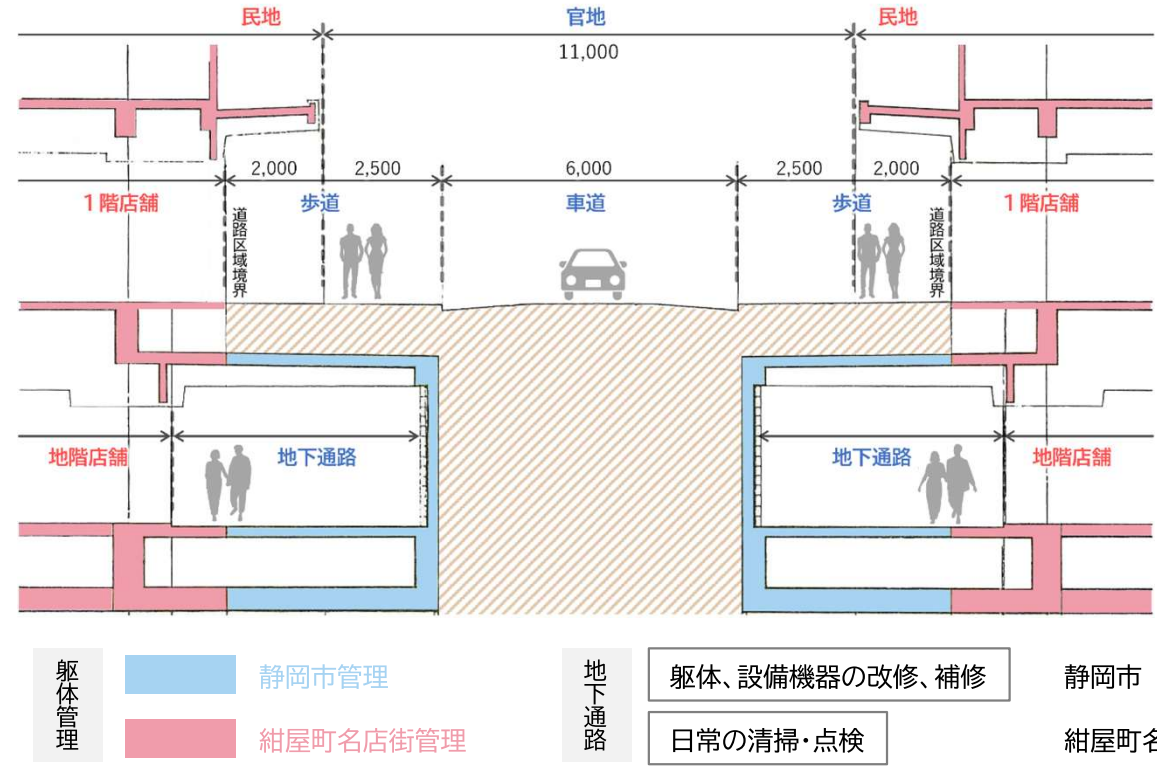 民地
官地
民地
11,000
2,000
2,500
6,000
2,500
2,000
1階店舗
歩道
車道
歩道
1階店舗
道路区域境界
道路区域境界
地階店舗
地下通路
地下通路
地階店舗
躯体管理
静岡市管理
紺屋町名店街管理
地下通路
躯体、設備機器の改修、補修
静岡市
日常の清掃・点検
紺屋町名